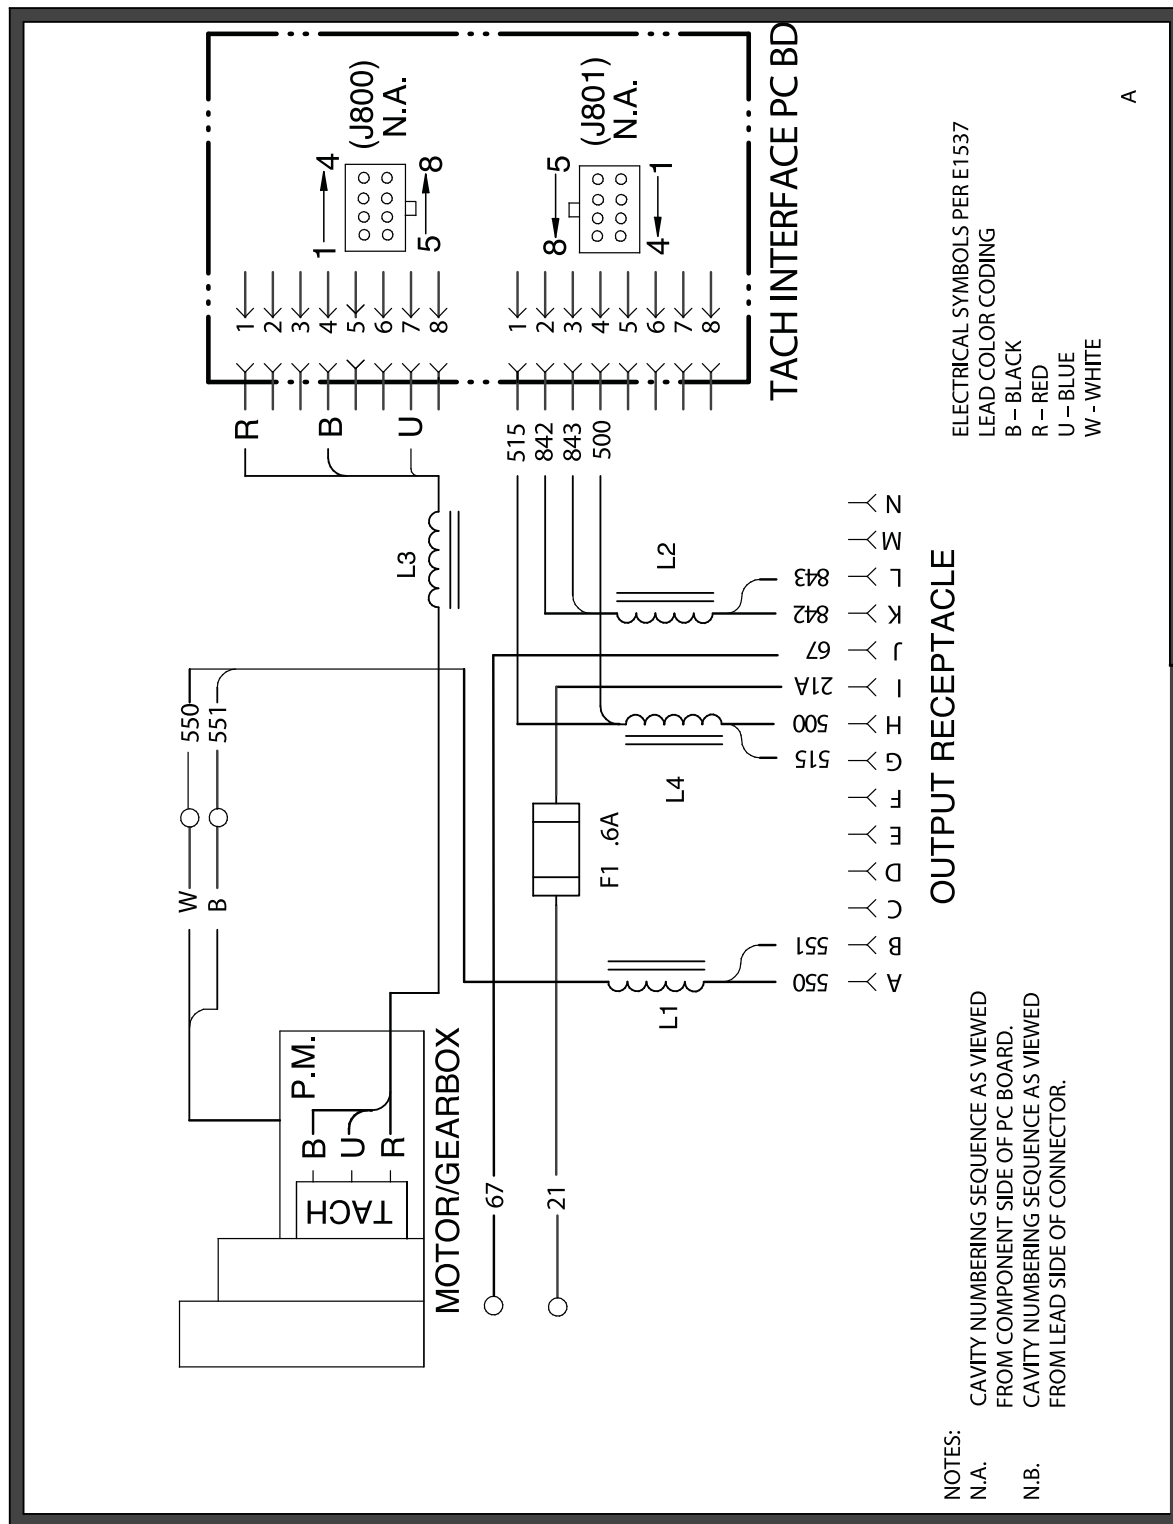 TACH INTERFACE PC BD
(J800)
N.A.
1
4
5
8
(J801)
N.A.
8
5
4
1
1
2
3
4
5
6
7
8
1
2
3
4
5
6
7
8
R
B
U
515
842
843
500
L3
L2
L4
L1
550
551
W
B
F1 .6A
P.M.
B
U
R
TACH
MOTOR/GEARBOX
67
21
550
551
515
500
21A
67
842
843
A
B
C
D
E
F
G
H
I
J
K
L
M
N
OUTPUT RECEPTACLE
ELECTRICAL SYMBOLS PER E1537
LEAD COLOR CODING
B – BLACK
R – RED
U – BLUE
W - WHITE
A
NOTES:
N.A. CAVITY NUMBERING SEQUENCE AS VIEWED
FROM COMPONENT SIDE OF PC BOARD.
N.B. CAVITY NUMBERING SEQUENCE AS VIEWED
FROM LEAD SIDE OF CONNECTOR.